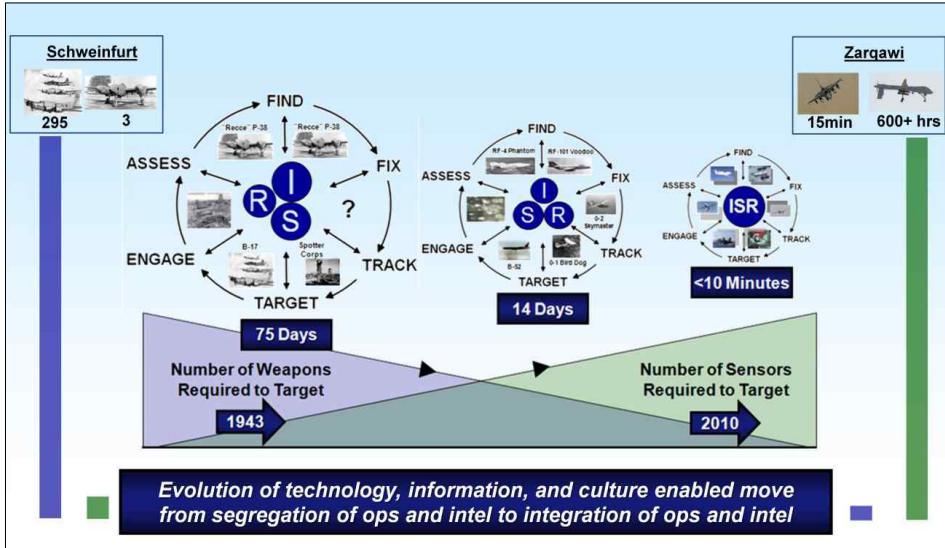 Schweinfurt
295
3
Zarqawi
15min
600+ hrs
FIND
"Recce" P-38
"Recce" P-38
ASSESS
FIX
I
R
S
?
B-17
Spotter
Corps
ENGAGE
TRACK
TARGET
75 Days
FIND
RF-4 Phantom
RF-101 Voodoo
ASSESS
FIX
I
S
R
0-2
Skymaster
ENGAGE
TRACK
B-52
0-1 Bird Dog
TARGET
14 Days
FIND
ASSESS
FIX
ISR
ENGAGE
TRACK
TARGET
<10 Minutes
Number of Weapons
Required to Target
1943
Number of Sensors
Required to Target
2010
Evolution of technology, information, and culture enabled move
from segregation of ops and intel to integration of ops and intel